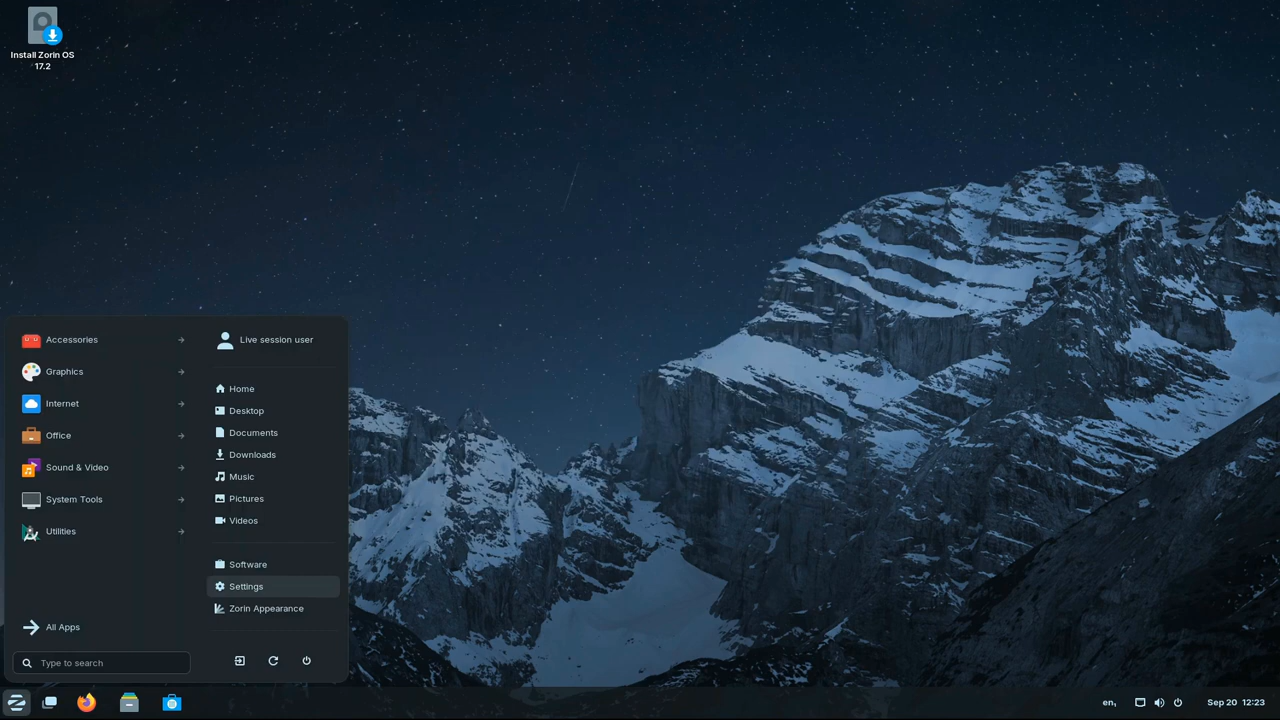 Install Zorin OS
17.2
Accessories
Graphics
Internet
Office
Sound & Video
System Tools
Utilities
All Apps
Type to search
Live session user
Home
Desktop
Documents
Downloads
Music
Pictures
Videos
Software
Settings
Zorin Appearance
en, Sep 20 12:23